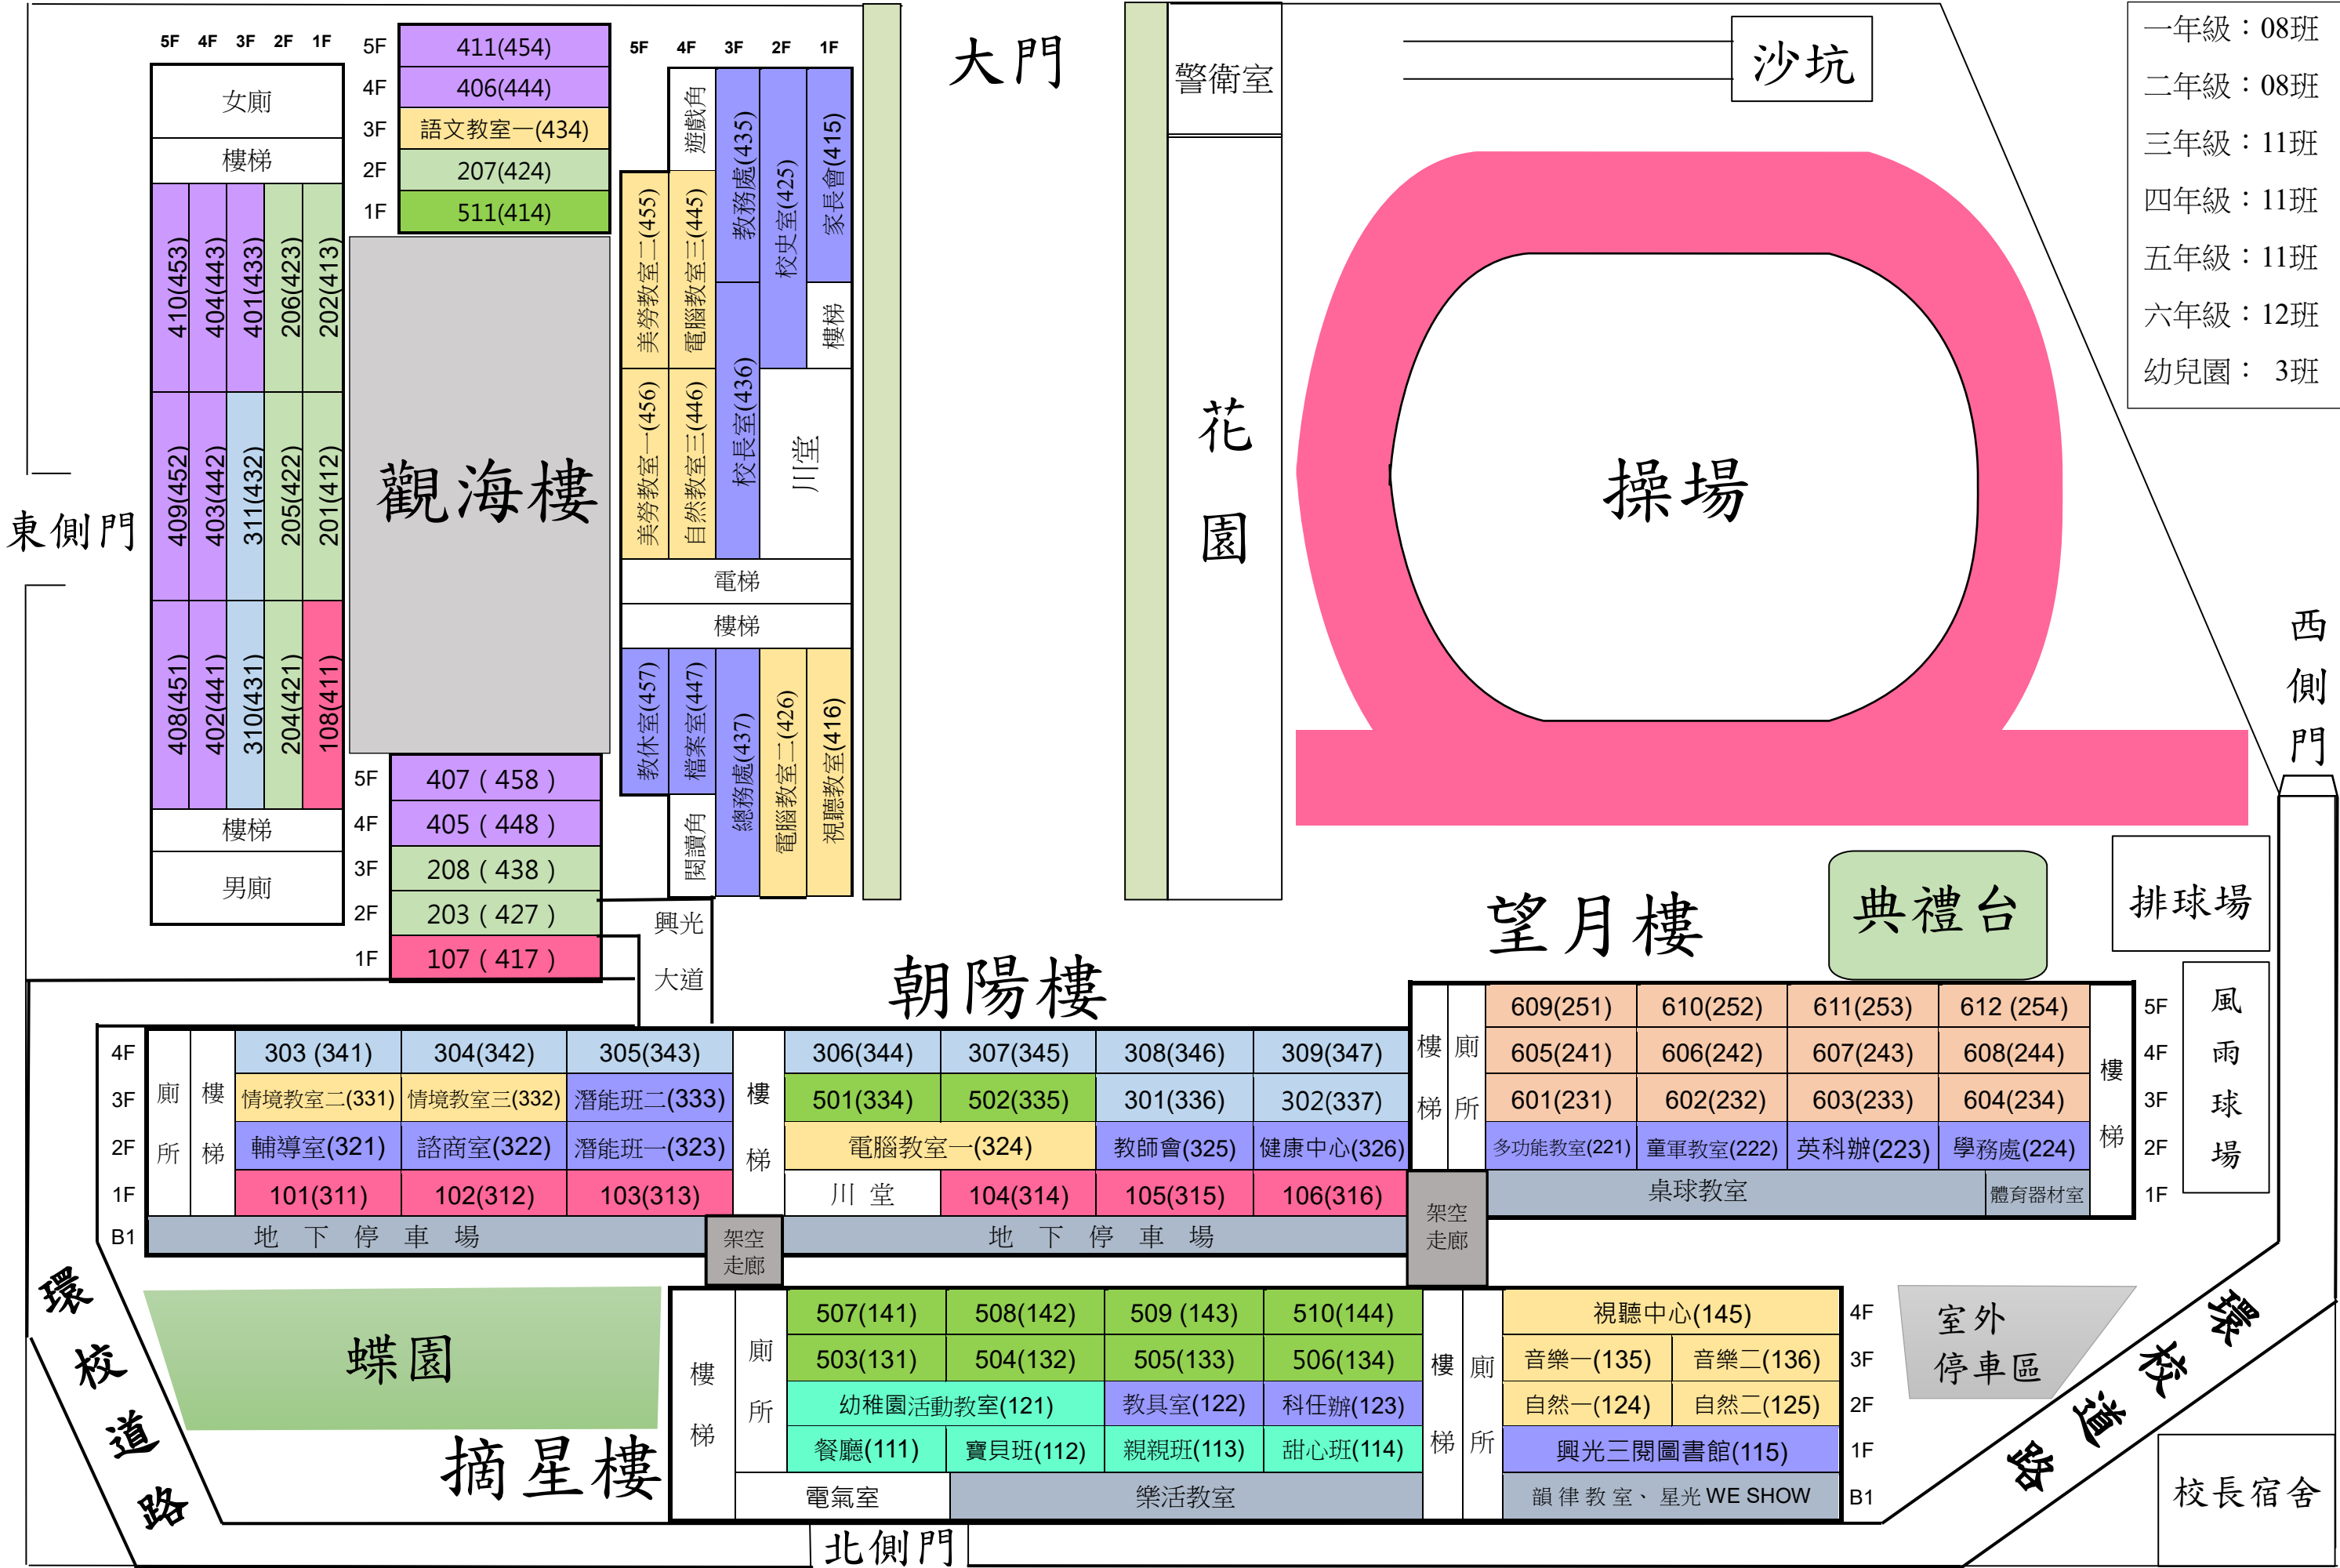 5F 4F 3F 2F 1F
女廁
樓梯
410(453)
404(443)
401(433)
206(423)
202(413)
409(452)
403(442)
311(432)
205(422)
201(412)
408(451)
402(441)
310(431)
204(421)
108(411)
樓梯
男廁
東側門
5F 411(454)
4F 406(444)
3F 語文教室一(434)
2F 207(424)
1F 511(414)
觀海樓
5F 407 ( 458 )
4F 405 ( 448 )
3F 208 ( 438 )
2F 203 ( 427 )
1F 107 ( 417 )
5F 4F 3F 2F 1F
遊戲角
教務處(435)
校史室(425)
家長會(415)
美勞教室二(455)
電腦教室三(445)
樓梯
美勞教室一(456)
自然教室三(446)
校長室(436)
川堂
電梯
樓梯
教休室(457)
檔案室(447)
總務處(437)
電腦教室二(426)
視聽教室(416)
閱讀角
興光
大道
大門
警衛室
花園
沙坑
操場
一年級：08班
二年級：08班
三年級：11班
四年級：11班
五年級：11班
六年級：12班
幼兒園： 3班
西側門
望月樓
典禮台
排球場
風雨球場
朝陽樓
4F 303 (341) 304(342) 305(343) 306(344) 307(345) 308(346) 309(347)
3F 情境教室二(331) 情境教室三(332) 潛能班二(333) 501(334) 502(335) 301(336) 302(337)
2F 輔導室(321) 諮商室(322) 潛能班一(323) 電腦教室一(324) 教師會(325) 健康中心(326)
1F 101(311) 102(312) 103(313) 川 堂 104(314) 105(315) 106(316)
B1 地 下 停 車 場 地 下 停 車 場
廁所
樓梯
樓梯
架空
走廊
樓梯
廁所
609(251) 610(252) 611(253) 612 (254) 5F
605(241) 606(242) 607(243) 608(244) 4F
601(231) 602(232) 603(233) 604(234) 3F
多功能教室(221) 童軍教室(222) 英科辦(223) 學務處(224) 2F
桌球教室 體育器材室 1F
樓梯
架空
走廊
環校道路
蝶園
摘星樓
樓梯
廁所
507(141) 508(142) 509 (143) 510(144)
503(131) 504(132) 505(133) 506(134)
幼稚園活動教室(121) 教具室(122) 科任辦(123)
餐廳(111) 寶貝班(112) 親親班(113) 甜心班(114)
電氣室 樂活教室
樓梯
廁所
視聽中心(145) 4F
音樂一(135) 音樂二(136) 3F
自然一(124) 自然二(125) 2F
興光三閱圖書館(115) 1F
韻 律 教 室、 星光 WE SHOW B1
室外
停車區
環校道路
校長宿舍
北側門